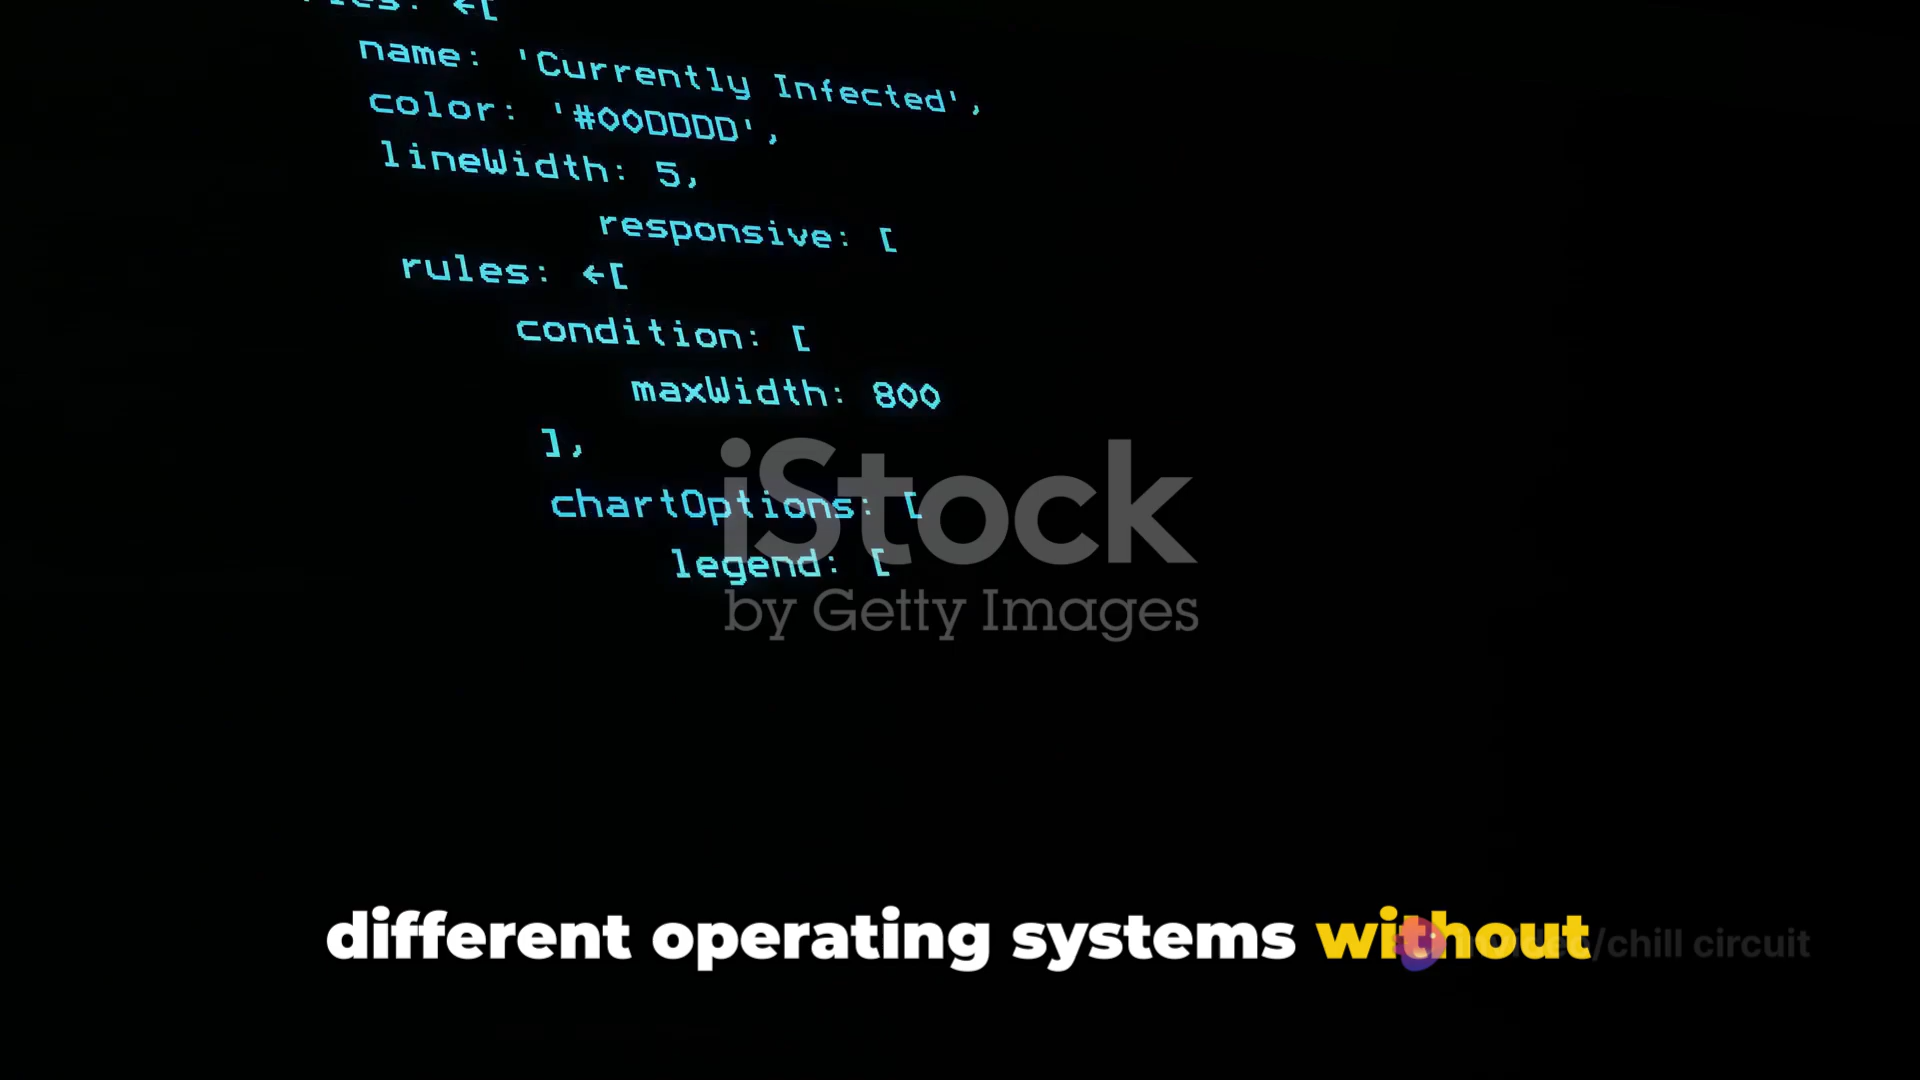 name: 'Currently Infected',
color: '#00DDDD',
lineWidth: 5,
responsive: [
rules: ←[
condition: [
maxWidth: 800
],
chartOptions: [
legend: [
iStock
by Getty Images
different operating systems without
/chill circuit